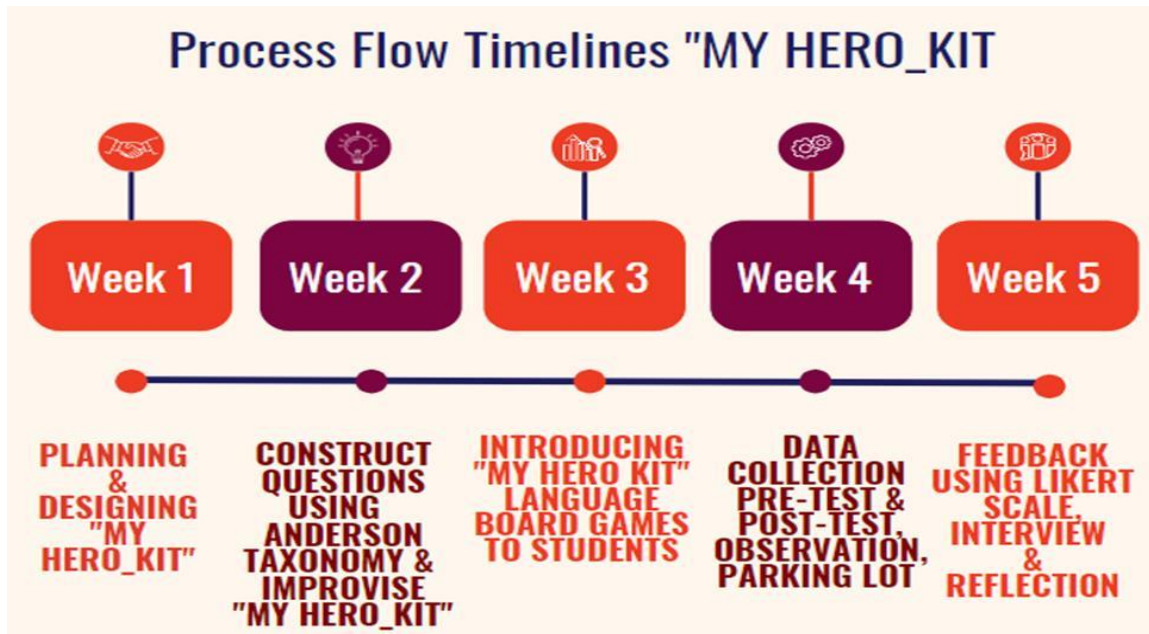 Process Flow Timelines "MY HERO_KIT
Week 1
Week 2
Week 3
Week 4
Week 5
PLANNING
&
DESIGNING
"MY
HERO_KIT"
CONSTRUCT
QUESTIONS
USING
ANDERSON
TAXONOMY &
IMPROVISE
"MY HERO_KIT"
INTRODUCING
"MY HERO KIT"
LANGUAGE
BOARD GAMES
TO STUDENTS
DATA
COLLECTION
PRE-TEST &
POST-TEST,
OBSERVATION,
PARKING LOT
FEEDBACK
USING LIKERT
SCALE,
INTERVIEW
&
REFLECTION